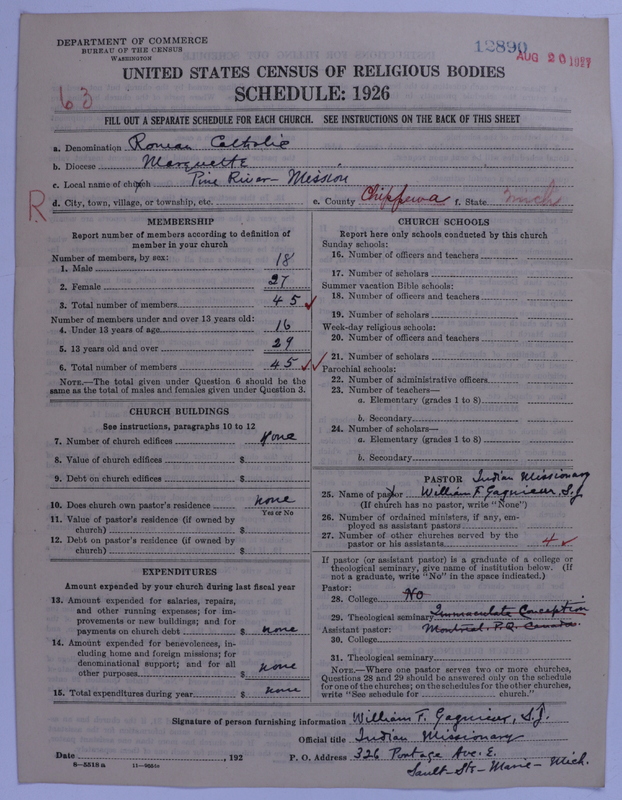 DEPARTMENT OF COMMERCE
BUREAU OF THE CENSUS
WASHINGTON
12890
AUG 20 1927
63
UNITED STATES CENSUS OF RELIGIOUS BODIES
SCHEDULE: 1926
FILL OUT A SEPARATE SCHEDULE FOR EACH CHURCH. SEE INSTRUCTIONS ON THE BACK OF THIS SHEET
a. Denomination Roman Catholic
b. Diocese Marquette
c. Local name of church Pine River Mission
R
d. City, town, village, or township, etc. e. County Chippewa f. State Mich
MEMBERSHIP
Report number of members according to definition of
member in your church
Number of members, by sex:
1. Male 18
2. Female 27
3. Total number of members 45
Number of members under and over 13 years old:
4. Under 13 years of age 16
5. 13 years old and over 29
6. Total number of members 45
NOTE.—The total given under Question 6 should be the
same as the total of males and females given under Question 3.
CHURCH BUILDINGS
See instructions, paragraphs 10 to 12
7. Number of church edifices None
8. Value of church edifices $
9. Debt on church edifices $
10. Does church own pastor's residence none
Yes or No
11. Value of pastor's residence (if owned by
church) $
12. Debt on pastor's residence (if owned by
church) $
EXPENDITURES
Amount expended by your church during last fiscal year
13. Amount expended for salaries, repairs,
and other running expenses; for im-
provements or new buildings; and for
payments on church debt $ none
14. Amount expended for benevolences, in-
cluding home and foreign missions; for
denominational support; and for all
other purposes $ none
15. Total expenditures during year $ none
CHURCH SCHOOLS
Report here only schools conducted by this church
Sunday schools:
16. Number of officers and teachers
17. Number of scholars
Summer vacation Bible schools:
18. Number of officers and teachers
19. Number of scholars
Week-day religious schools:
20. Number of officers and teachers
21. Number of scholars
Parochial schools:
22. Number of administrative officers
23. Number of teachers—
a. Elementary (grades 1 to 8)
b. Secondary
24. Number of scholars—
a. Elementary (grades 1 to 8)
b. Secondary
PASTOR Indian Missionary
25. Name of pastor William F. Gagnieur, S.J.
(If church has no pastor, write "None")
26. Number of ordained ministers, if any, em-
ployed as assistant pastors
27. Number of other churches served by the
pastor or his assistants 4
If pastor (or assistant pastor) is a graduate of a college or
theological seminary, give name of institution below. (If
not a graduate, write "No" in the space indicated.)
Pastor:
28. College No
29. Theological seminary Immaculate Conception
Assistant pastor: Montreal. P.Q. Canada.
30. College
31. Theological seminary
NOTE.—Where one pastor serves two or more churches,
Questions 28 and 29 should be answered only on the schedule
for one of the churches; on the schedules for the other churches,
write "See schedule for church."
Signature of person furnishing information William F. Gagnieur, S.J.
Official title Indian Missionary
Date , 192 P. O. Address 326 Portage Ave. E.
8—5518a 11—9054a Sault-Ste-Marie-Mich.